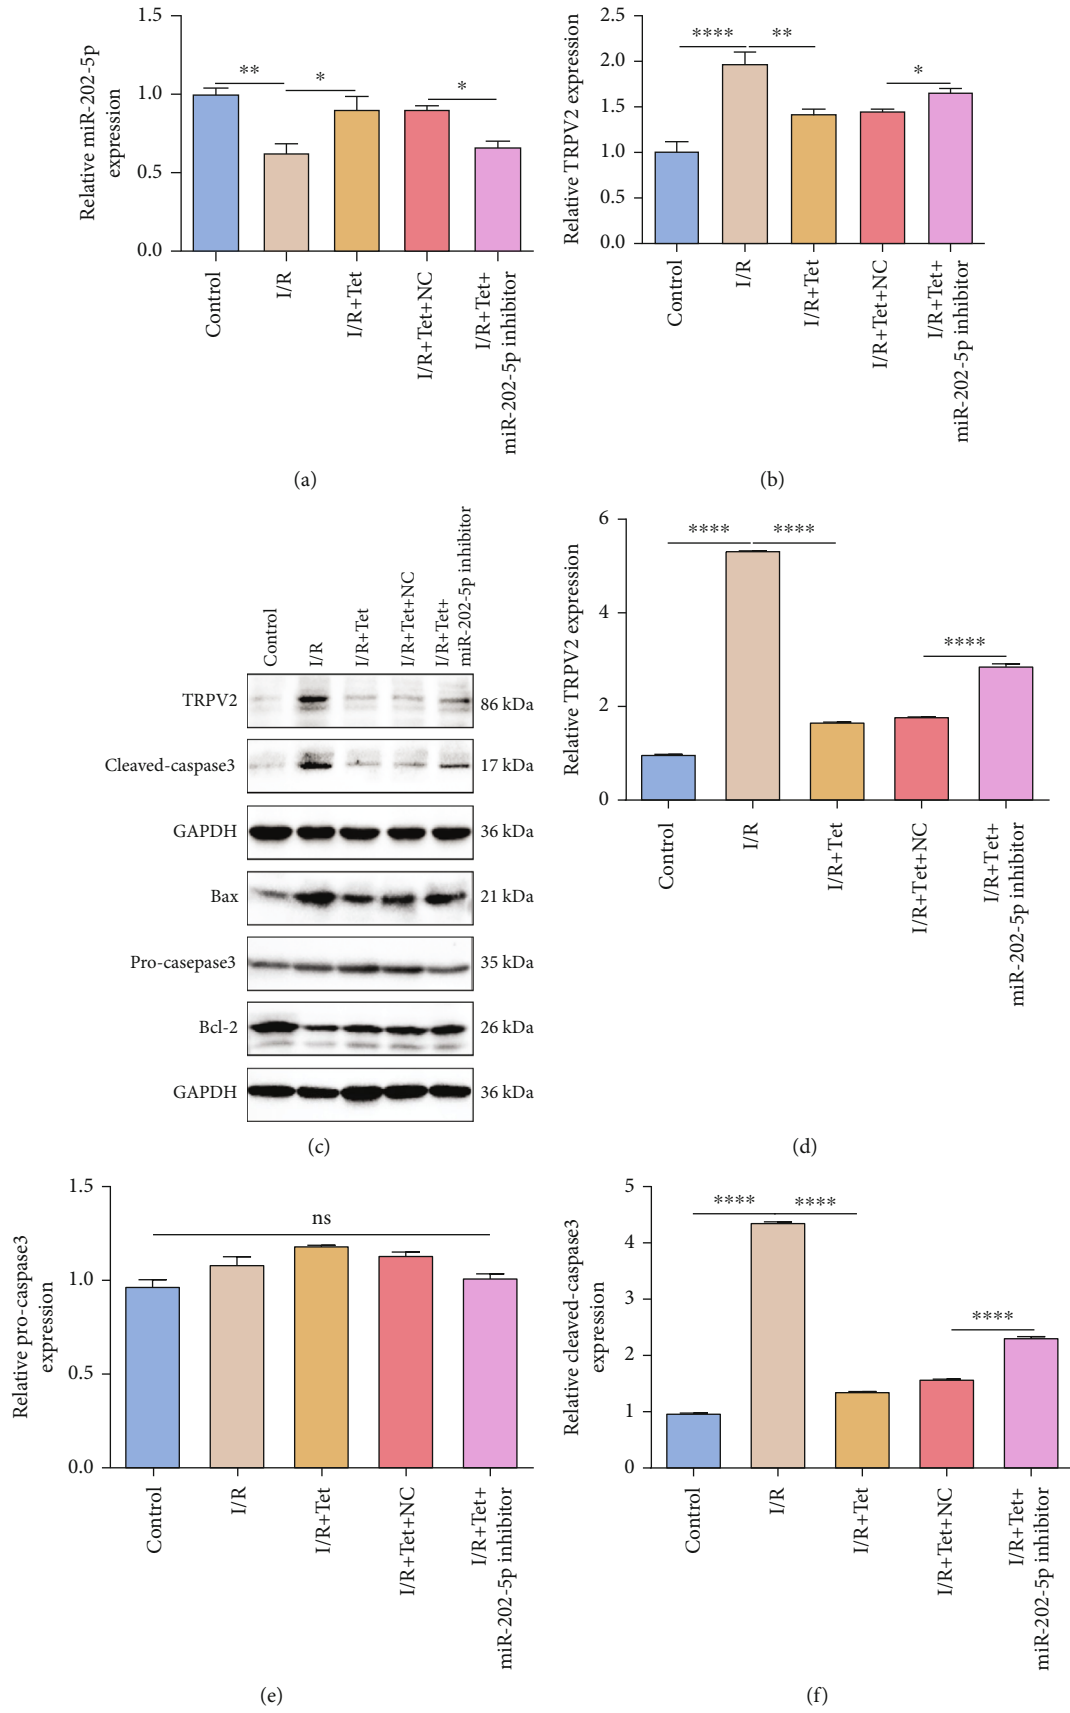 Relative miR-202-5p
expression
1.5
1.0
0.5
0.0
**
*
*
Control
I/R
I/R+Tet
I/R+Tet+NC
I/R+Tet+
miR-202-5p inhibitor
(a)
Relative TRPV2 expression
2.5
2.0
1.5
1.0
0.5
0.0
****
**
*
Control
I/R
I/R+Tet
I/R+Tet+NC
I/R+Tet+
miR-202-5p inhibitor
(b)
Control
I/R
I/R+Tet
I/R+Tet+NC
I/R+Tet+
miR-202-5p inhibitor
TRPV2 86 kDa
Cleaved-caspase3 17 kDa
GAPDH 36 kDa
Bax 21 kDa
Pro-casepase3 35 kDa
Bcl-2 26 kDa
GAPDH 36 kDa
(c)
Relative TRPV2 expression
6
4
2
0
****
****
****
Control
I/R
I/R+Tet
I/R+Tet+NC
I/R+Tet+
miR-202-5p inhibitor
(d)
Relative pro-caspase3
expression
1.5
1.0
0.5
0.0
ns
Control
I/R
I/R+Tet
I/R+Tet+NC
I/R+Tet+
miR-202-5p inhibitor
(e)
Relative cleaved-caspase3
expression
5
4
3
2
1
0
****
****
****
Control
I/R
I/R+Tet
I/R+Tet+NC
I/R+Tet+
miR-202-5p inhibitor
(f)